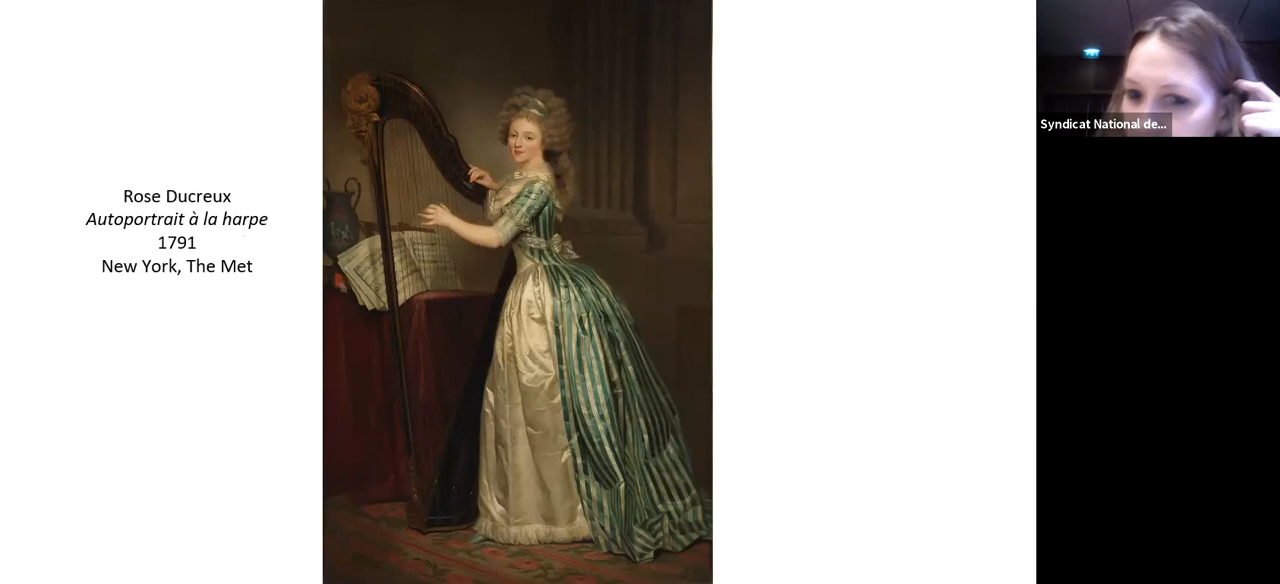 Rose Ducreux
Autoportrait à la harpe
1791
New York, The Met
Syndicat National de...